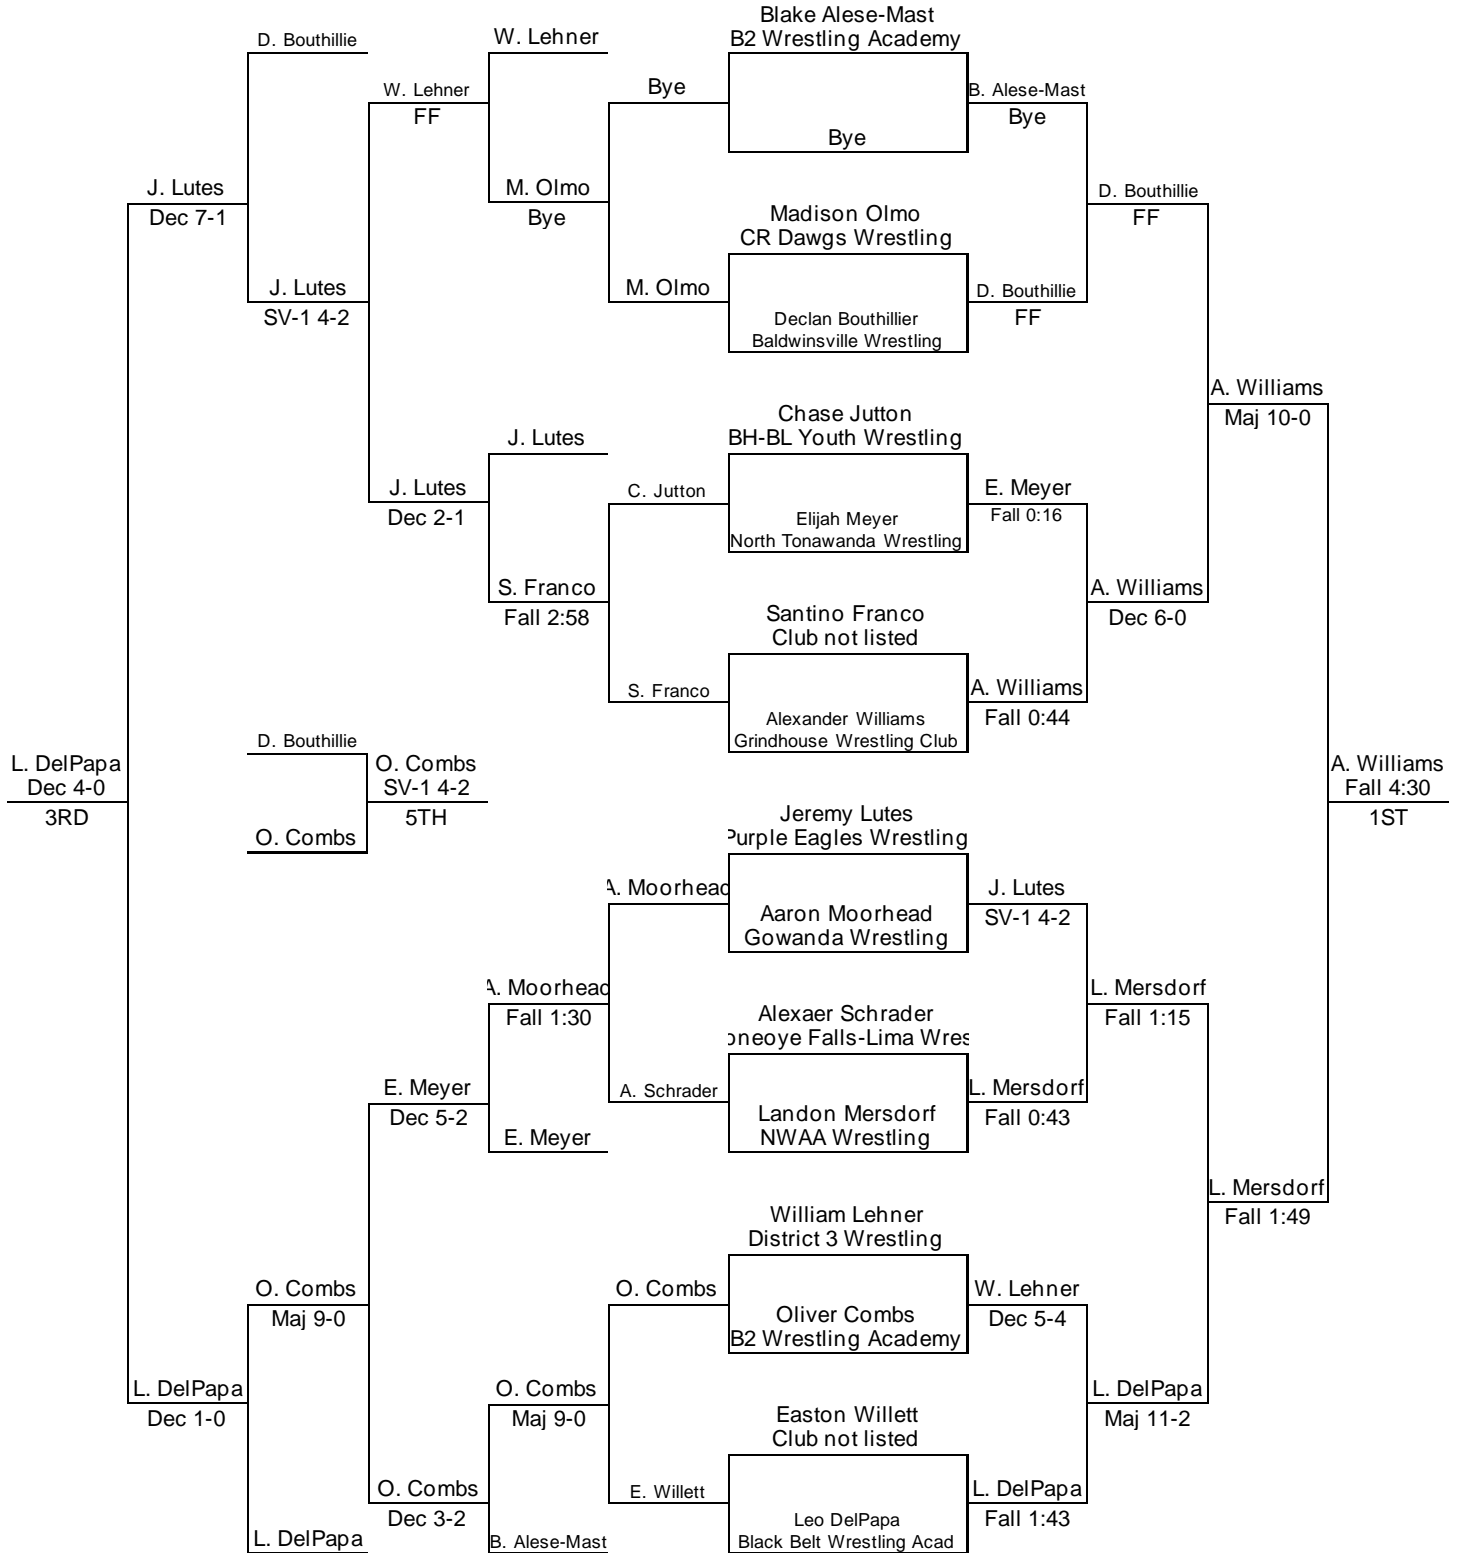 Blake Alese-Mast
B2 Wrestling Academy
D. Bouthillie
W. Lehner
Bye
W. Lehner
FF
B. Alese-Mast
Bye
Bye
J. Lutes
Dec 7-1
M. Olmo
Bye
D. Bouthillie
FF
Madison Olmo
CR Dawgs Wrestling
J. Lutes
SV-1 4-2
M. Olmo
D. Bouthillie
FF
Declan Bouthillier
Baldwinsville Wrestling
A. Williams
Maj 10-0
Chase Jutton
BH-BL Youth Wrestling
J. Lutes
J. Lutes
Dec 2-1
C. Jutton
E. Meyer
Fall 0:16
Elijah Meyer
North Tonawanda Wrestling
S. Franco
Fall 2:58
A. Williams
Dec 6-0
Santino Franco
Club not listed
S. Franco
A. Williams
Fall 0:44
Alexander Williams
Grindhouse Wrestling Club
D. Bouthillie
L. DelPapa
Dec 4-0
3RD
O. Combs
SV-1 4-2
5TH
A. Williams
Fall 4:30
1ST
O. Combs
Jeremy Lutes
Purple Eagles Wrestling
A. Moorhead
J. Lutes
SV-1 4-2
Aaron Moorhead
Gowanda Wrestling
A. Moorhead
Fall 1:30
L. Mersdorf
Fall 1:15
Alexaer Schrader
oneoye Falls-Lima Wres
E. Meyer
Dec 5-2
A. Schrader
L. Mersdorf
Fall 0:43
Landon Mersdorf
NWAA Wrestling
E. Meyer
L. Mersdorf
Fall 1:49
William Lehner
District 3 Wrestling
O. Combs
Maj 9-0
O. Combs
W. Lehner
Dec 5-4
Oliver Combs
B2 Wrestling Academy
L. DelPapa
Dec 1-0
O. Combs
Maj 9-0
L. DelPapa
Maj 11-2
Easton Willett
Club not listed
O. Combs
Dec 3-2
E. Willett
L. DelPapa
Fall 1:43
Leo DelPapa
Black Belt Wrestling Acad
L. DelPapa
B. Alese-Mast